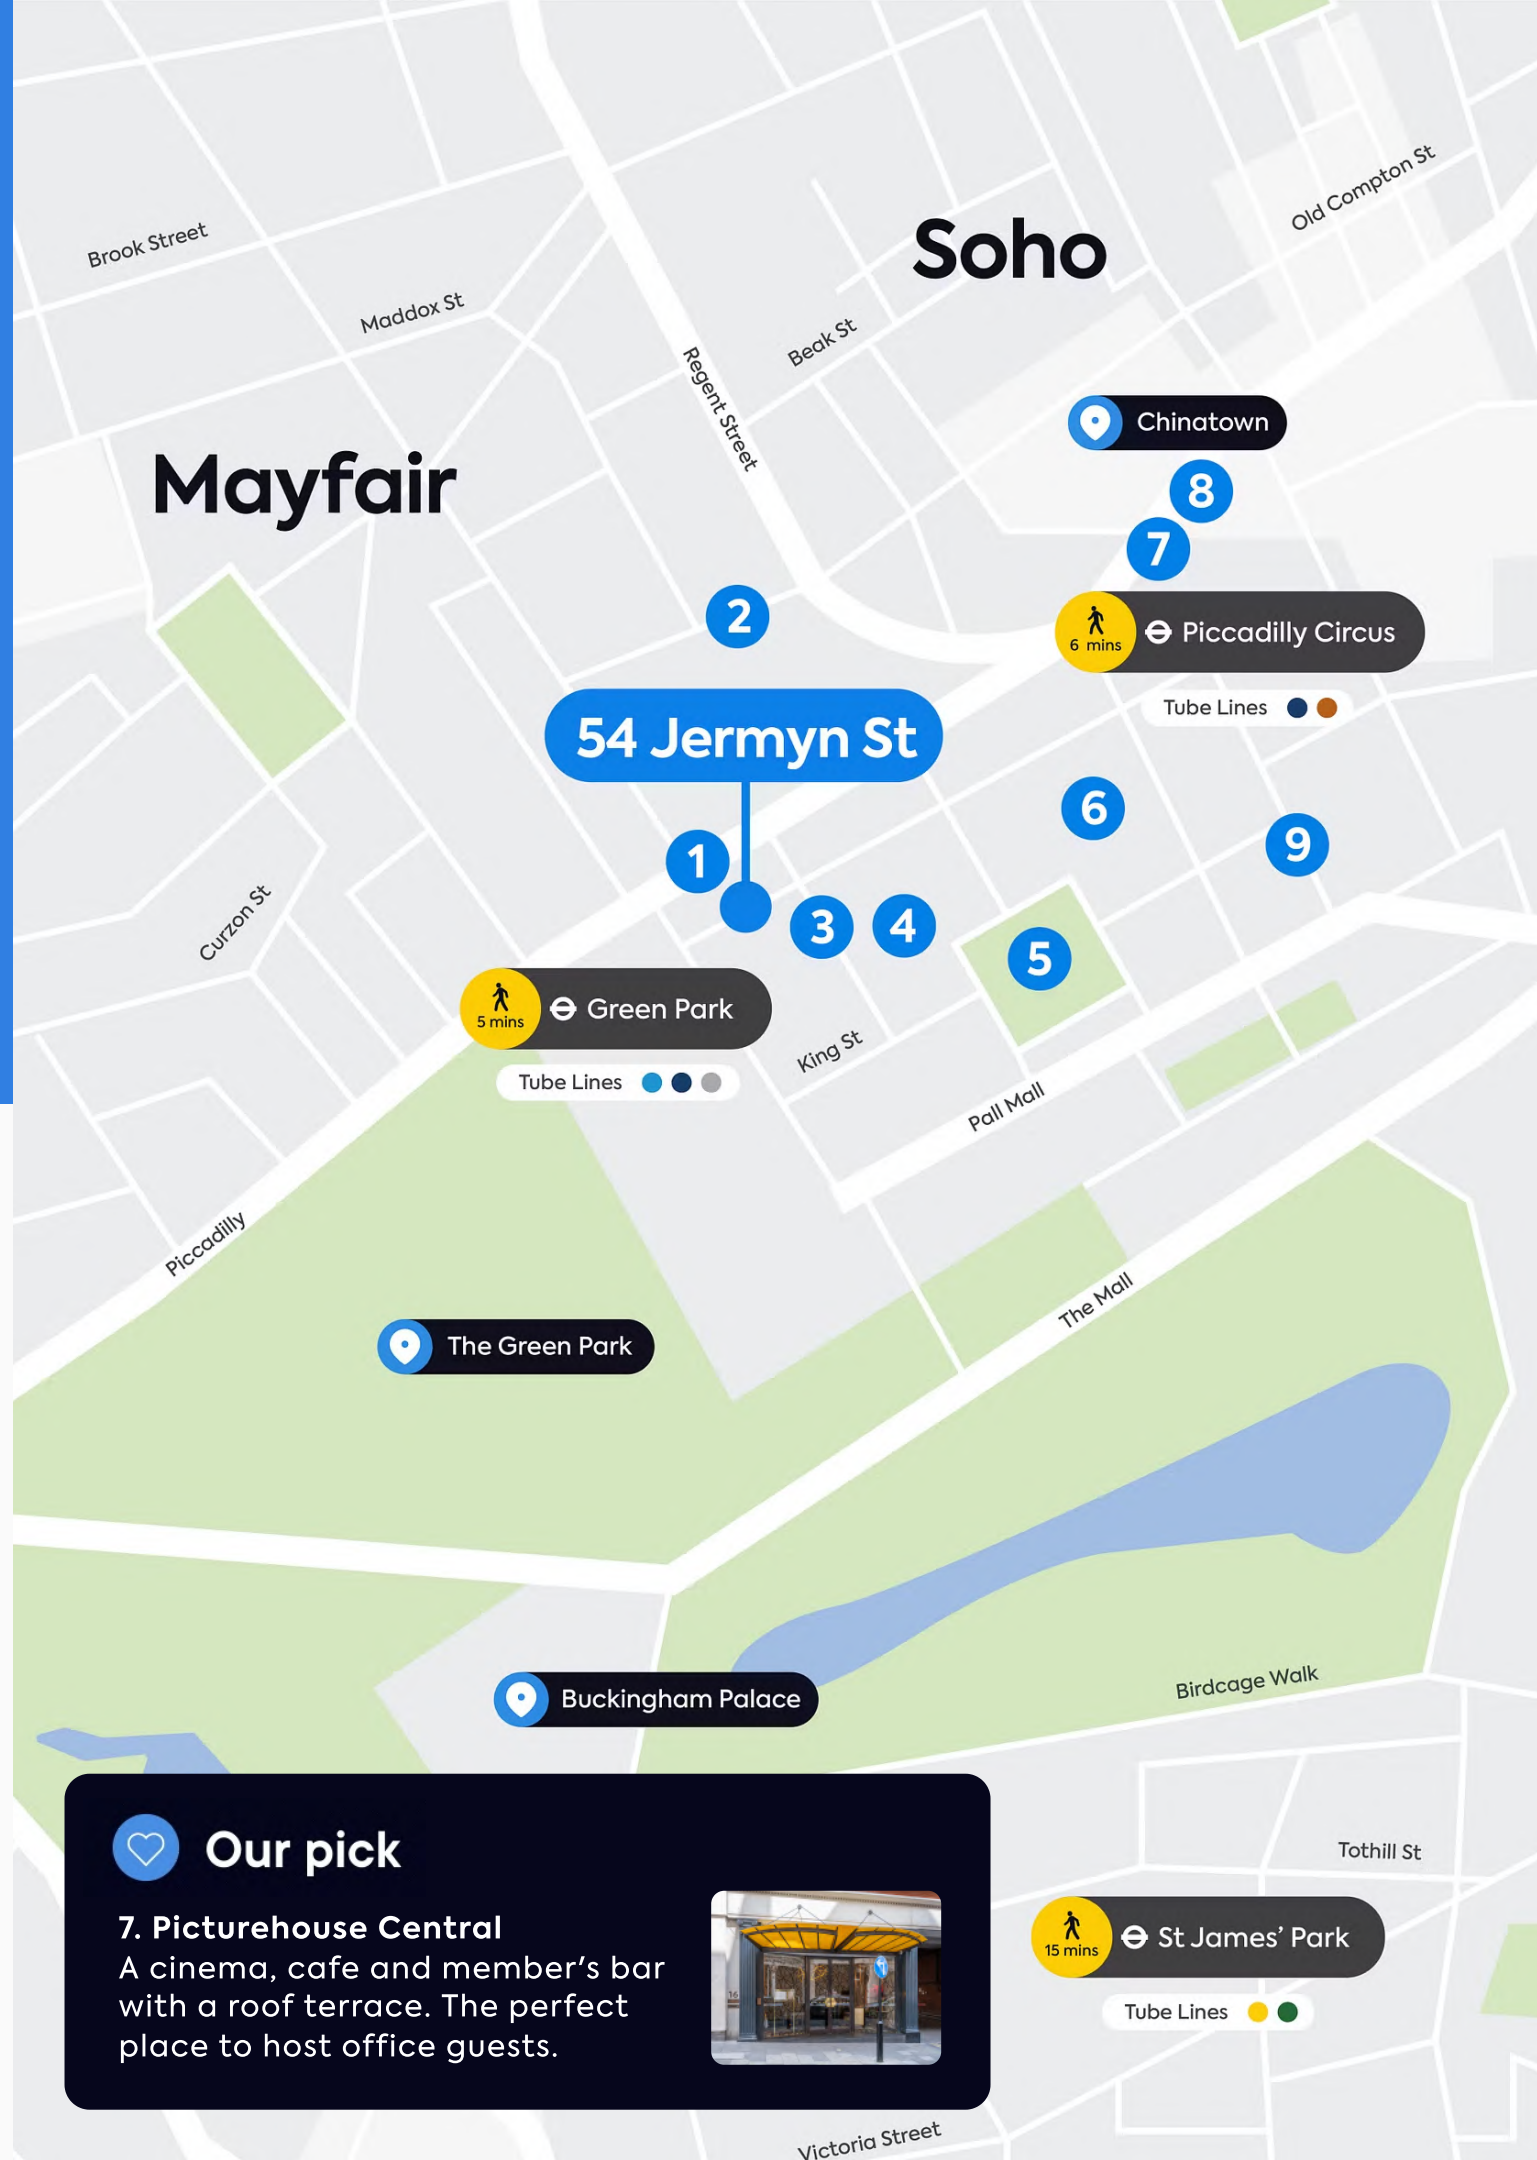 Old Compton St
Soho
Brook Street
Maddox St
Beak St
Regent Street
Chinatown
Mayfair
8
7
2
6 mins
Piccadilly Circus
Tube Lines
54 Jermyn St
6
9
1
Curzon St
3
4
5
5 mins
Green Park
Tube Lines
King St
Pall Mall
Piccadilly
The Mall
The Green Park
Birdcage Walk
Buckingham Palace
Our pick
Tothill St
7. Picturehouse Central
A cinema, cafe and member's bar
with a roof terrace. The perfect
place to host office guests.
16
15 mins
St James' Park
Tube Lines
Victoria Street